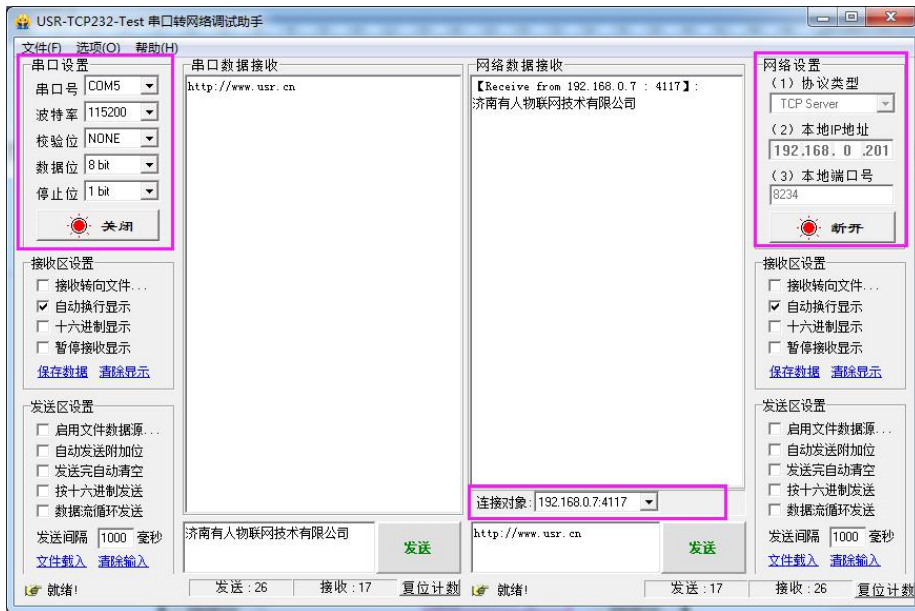 USR-TCP232-Test 串口转网络调试助手
文件(F) 选项(O) 帮助(H)
串口设置
串口号 COM5
波特率 115200
校验位 NONE
数据位 8 bit
停止位 1 bit
关闭
接收区设置
接收转向文件...
自动换行显示
十六进制显示
暂停接收显示
保存数据 清除显示
发送区设置
启用文件数据源...
自动发送附加位
发送完自动清空
按十六进制发送
数据流循环发送
发送间隔 1000 毫秒
文件载入 清除输入
就绪!
串口数据接收
http://www.usr.cn
济南有人物联网技术有限公司
发送
发送:26 接收:17 复位计数
网络数据接收
【Receive from 192.168.0.7 : 4117】:
济南有人物联网技术有限公司
连接对象: 192.168.0.7:4117
http://www.usr.cn
发送
就绪!
发送:17 接收:26 复位计数
网络设置
(1) 协议类型
TCP Server
(2) 本地IP地址
192.168. 0 .201
(3) 本地端口号
8234
断开
接收区设置
接收转向文件...
自动换行显示
十六进制显示
暂停接收显示
保存数据 清除显示
发送区设置
启用文件数据源...
自动发送附加位
发送完自动清空
按十六进制发送
数据流循环发送
发送间隔 1000 毫秒
文件载入 清除输入